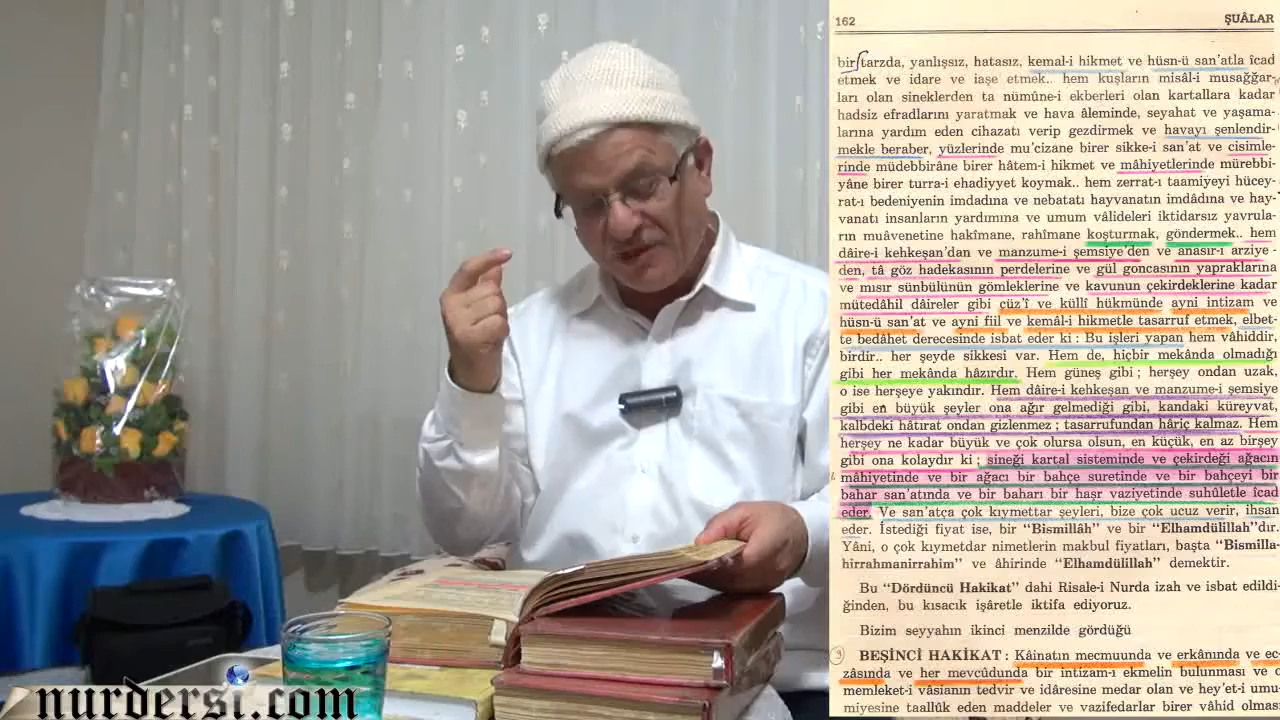 162 ŞUÂLAR
bir tarzda, yanlışsız, hatasız, kemal-i hikmet ve hüsn-ü san'atla îcad
etmek ve idare ve iaşe etmek.. hem kuşların misâl-i musağğar-
ları olan sineklerden ta nümûne-i ekberleri olan kartallara kadar
hadsiz efradlarını yaratmak ve hava âleminde, seyahat ve yaşama-
larına yardım eden cihazatı verip gezdirmek ve havayı şenlendir-
mekle beraber, yüzlerinde mu'cizane birer sikke-i san'at ve cisimle-
rinde müdebbirâne birer hâtem-i hikmet ve mâhiyetlerinde mürebbi-
yâne birer turra-i ehadiyyet koymak.. hem zerrat-ı taamiyeyi hücey-
rat-ı bedeniyenin imdadına ve nebatatı hayvanatın imdâdına ve hay-
vanatı insanların yardımına ve umum vâlideleri iktidarsız yavrula-
rın muâvenetine hakîmane, rahîmane koşturmak, göndermek.. hem
dâire-i kehkeşan'dan ve manzume-i şemsiye'den ve anasır-ı arziye-
den, tâ göz hadekasının perdelerine ve gül goncasının yapraklarına
ve mısır sünbülünün gömleklerine ve kavunun çekirdeklerine kadar
mütedâhil dâireler gibi cüz'î ve küllî hükmünde ayni intizam ve
hüsn-ü san'at ve ayni fiil ve kemâl-i hikmetle tasarruf etmek, elbet-
te bedâhet derecesinde isbat eder ki: Bu işleri yapan hem vâhiddir,
birdir.. her şeyde sikkesi var. Hem de, hiçbir mekânda olmadığı
gibi her mekânda hâzırdır. Hem güneş gibi; herşey ondan uzak,
o ise herşeye yakındır. Hem dâire-i kehkeşan ve manzume-i şemsiye
gibi en büyük şeyler ona ağır gelmediği gibi, kandaki küreyvat,
kalbdeki hâtırat ondan gizlenmez; tasarrufundan hâriç kalmaz. Hem
herşey ne kadar büyük ve çok olursa olsun, en küçük, en az birşey
gibi ona kolaydır ki; sineği kartal sisteminde ve çekirdeği ağacın
mâhiyetinde ve bir ağacı bir bahçe suretinde ve bir bahçeyi bir
bahar san'atında ve bir baharı bir haşr vaziyetinde suhûletle îcad
eder. Ve san'atça çok kıymettar şeyleri, bize çok ucuz verir, ihsan
eder. İstediği fiyat ise, bir "Bismillâh" ve bir "Elhamdülillah"dır.
Yâni, o çok kıymetdar nimetlerin makbul fiyatları, başta "Bismilla-
hirrahmanirrahim" ve âhirinde "Elhamdülillah" demektir.
Bu "Dördüncü Hakikat" dahi Risale-i Nurda izah ve isbat edildi-
ğinden, bu kısacık işâretle iktifa ediyoruz.
Bizim seyyahın ikinci menzilde gördüğü
BEŞİNCİ HAKİKAT: Kâinatın mecmuunda ve erkânında ve ec-
zâsında ve her mevcûdunda bir intizam-ı ekmelin bulunması ve o
memleket-i vâsianın tedvir ve idâresine medar olan ve hey'et-i umu-
miyesine taallûk eden maddeler ve vazifedarlar birer vâhid olması
nurdersi.com